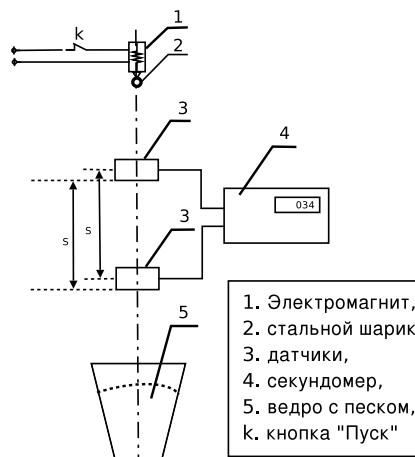 1
k
2
3
4
034
s
s
3
5
1. Электромагнит,
2. стальной шарик
3. датчики,
4. секундомер,
5. ведро с песком,
k. кнопка "Пуск"